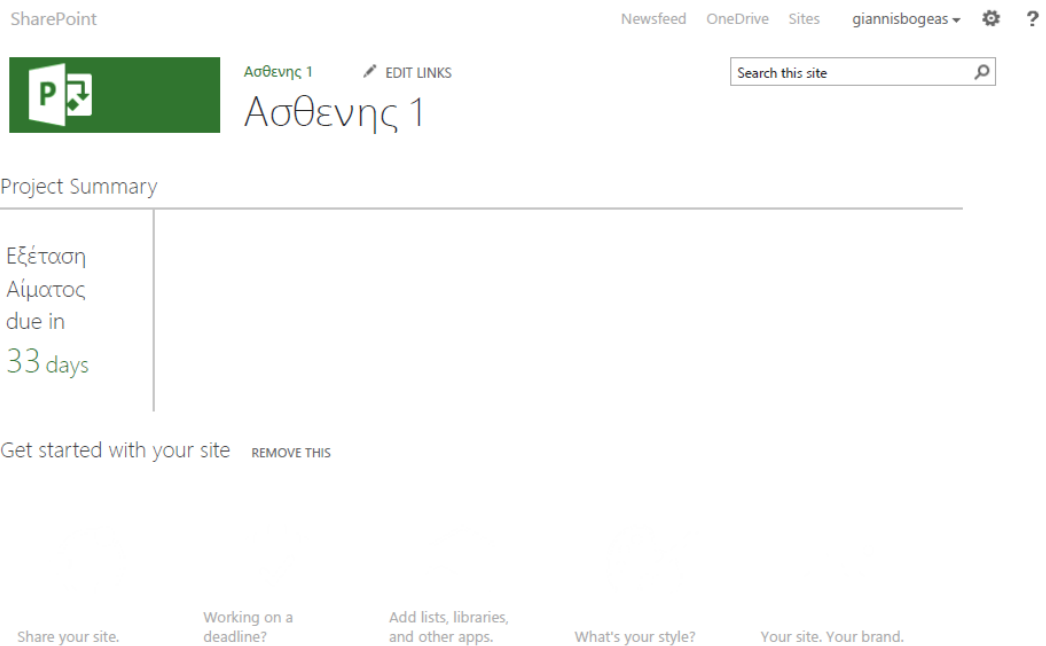 SharePoint
Newsfeed OneDrive Sites giannisbogeas ?
P
Ασθενης 1 EDIT LINKS
Search this site
Ασθενης 1
Project Summary
Εξέταση
Αίματος
due in
33 days
Get started with your site REMOVE THIS
Share your site.
Working on a
deadline?
Add lists, libraries,
and other apps.
What's your style?
Your site. Your brand.